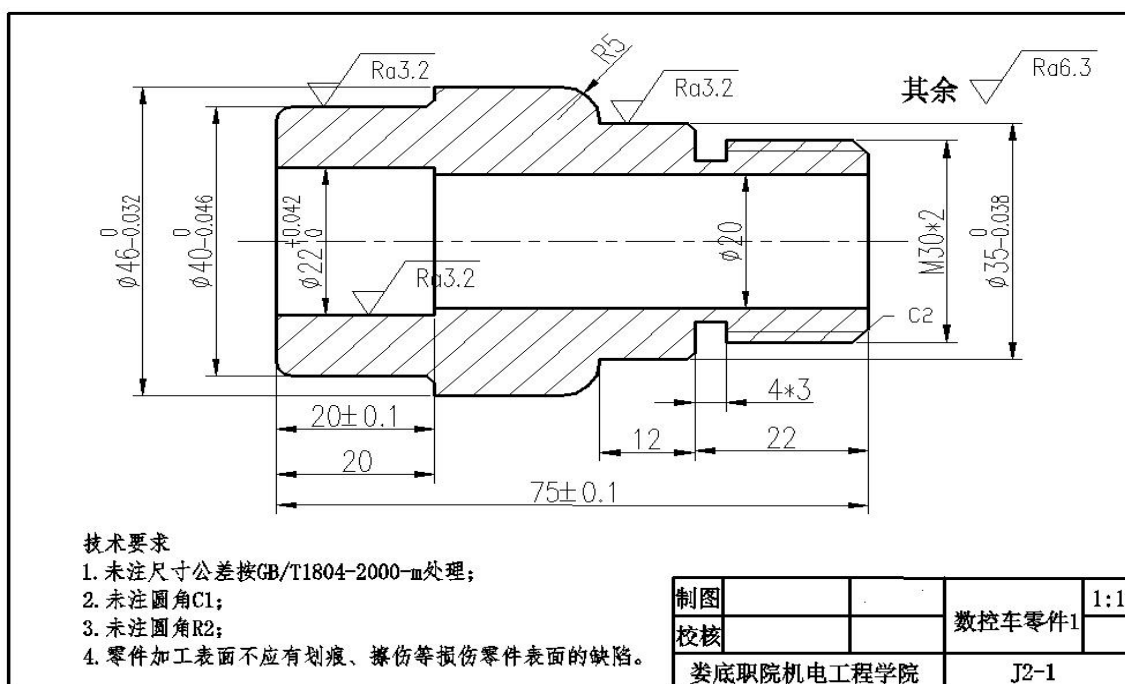 R5
Ra3.2
Ra3.2
其余 Ra6.3
ϕ46 0 -0.032
ϕ40 0 -0.046
ϕ22 +0.042 0
Ra3.2
ϕ20
M30*2
ϕ35 0 -0.038
C2
4*3
20±0.1
12
22
20
75±0.1
技术要求
1.未注尺寸公差按GB/T1804-2000-m处理;
2.未注圆角C1;
3.未注圆角R2;
4.零件加工表面不应有划痕、擦伤等损伤零件表面的缺陷。
制图
数控车零件1
1:1
校核
娄底职院机电工程学院
J2-1